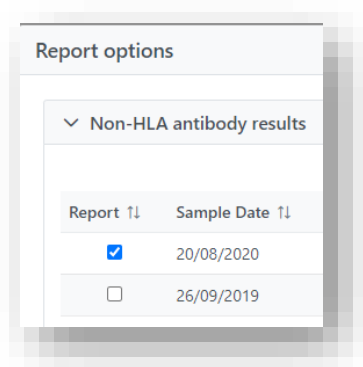 Report options
Non-HLA antibody results
Report ↑↓ Sample Date ↑↓
20/08/2020
26/09/2019